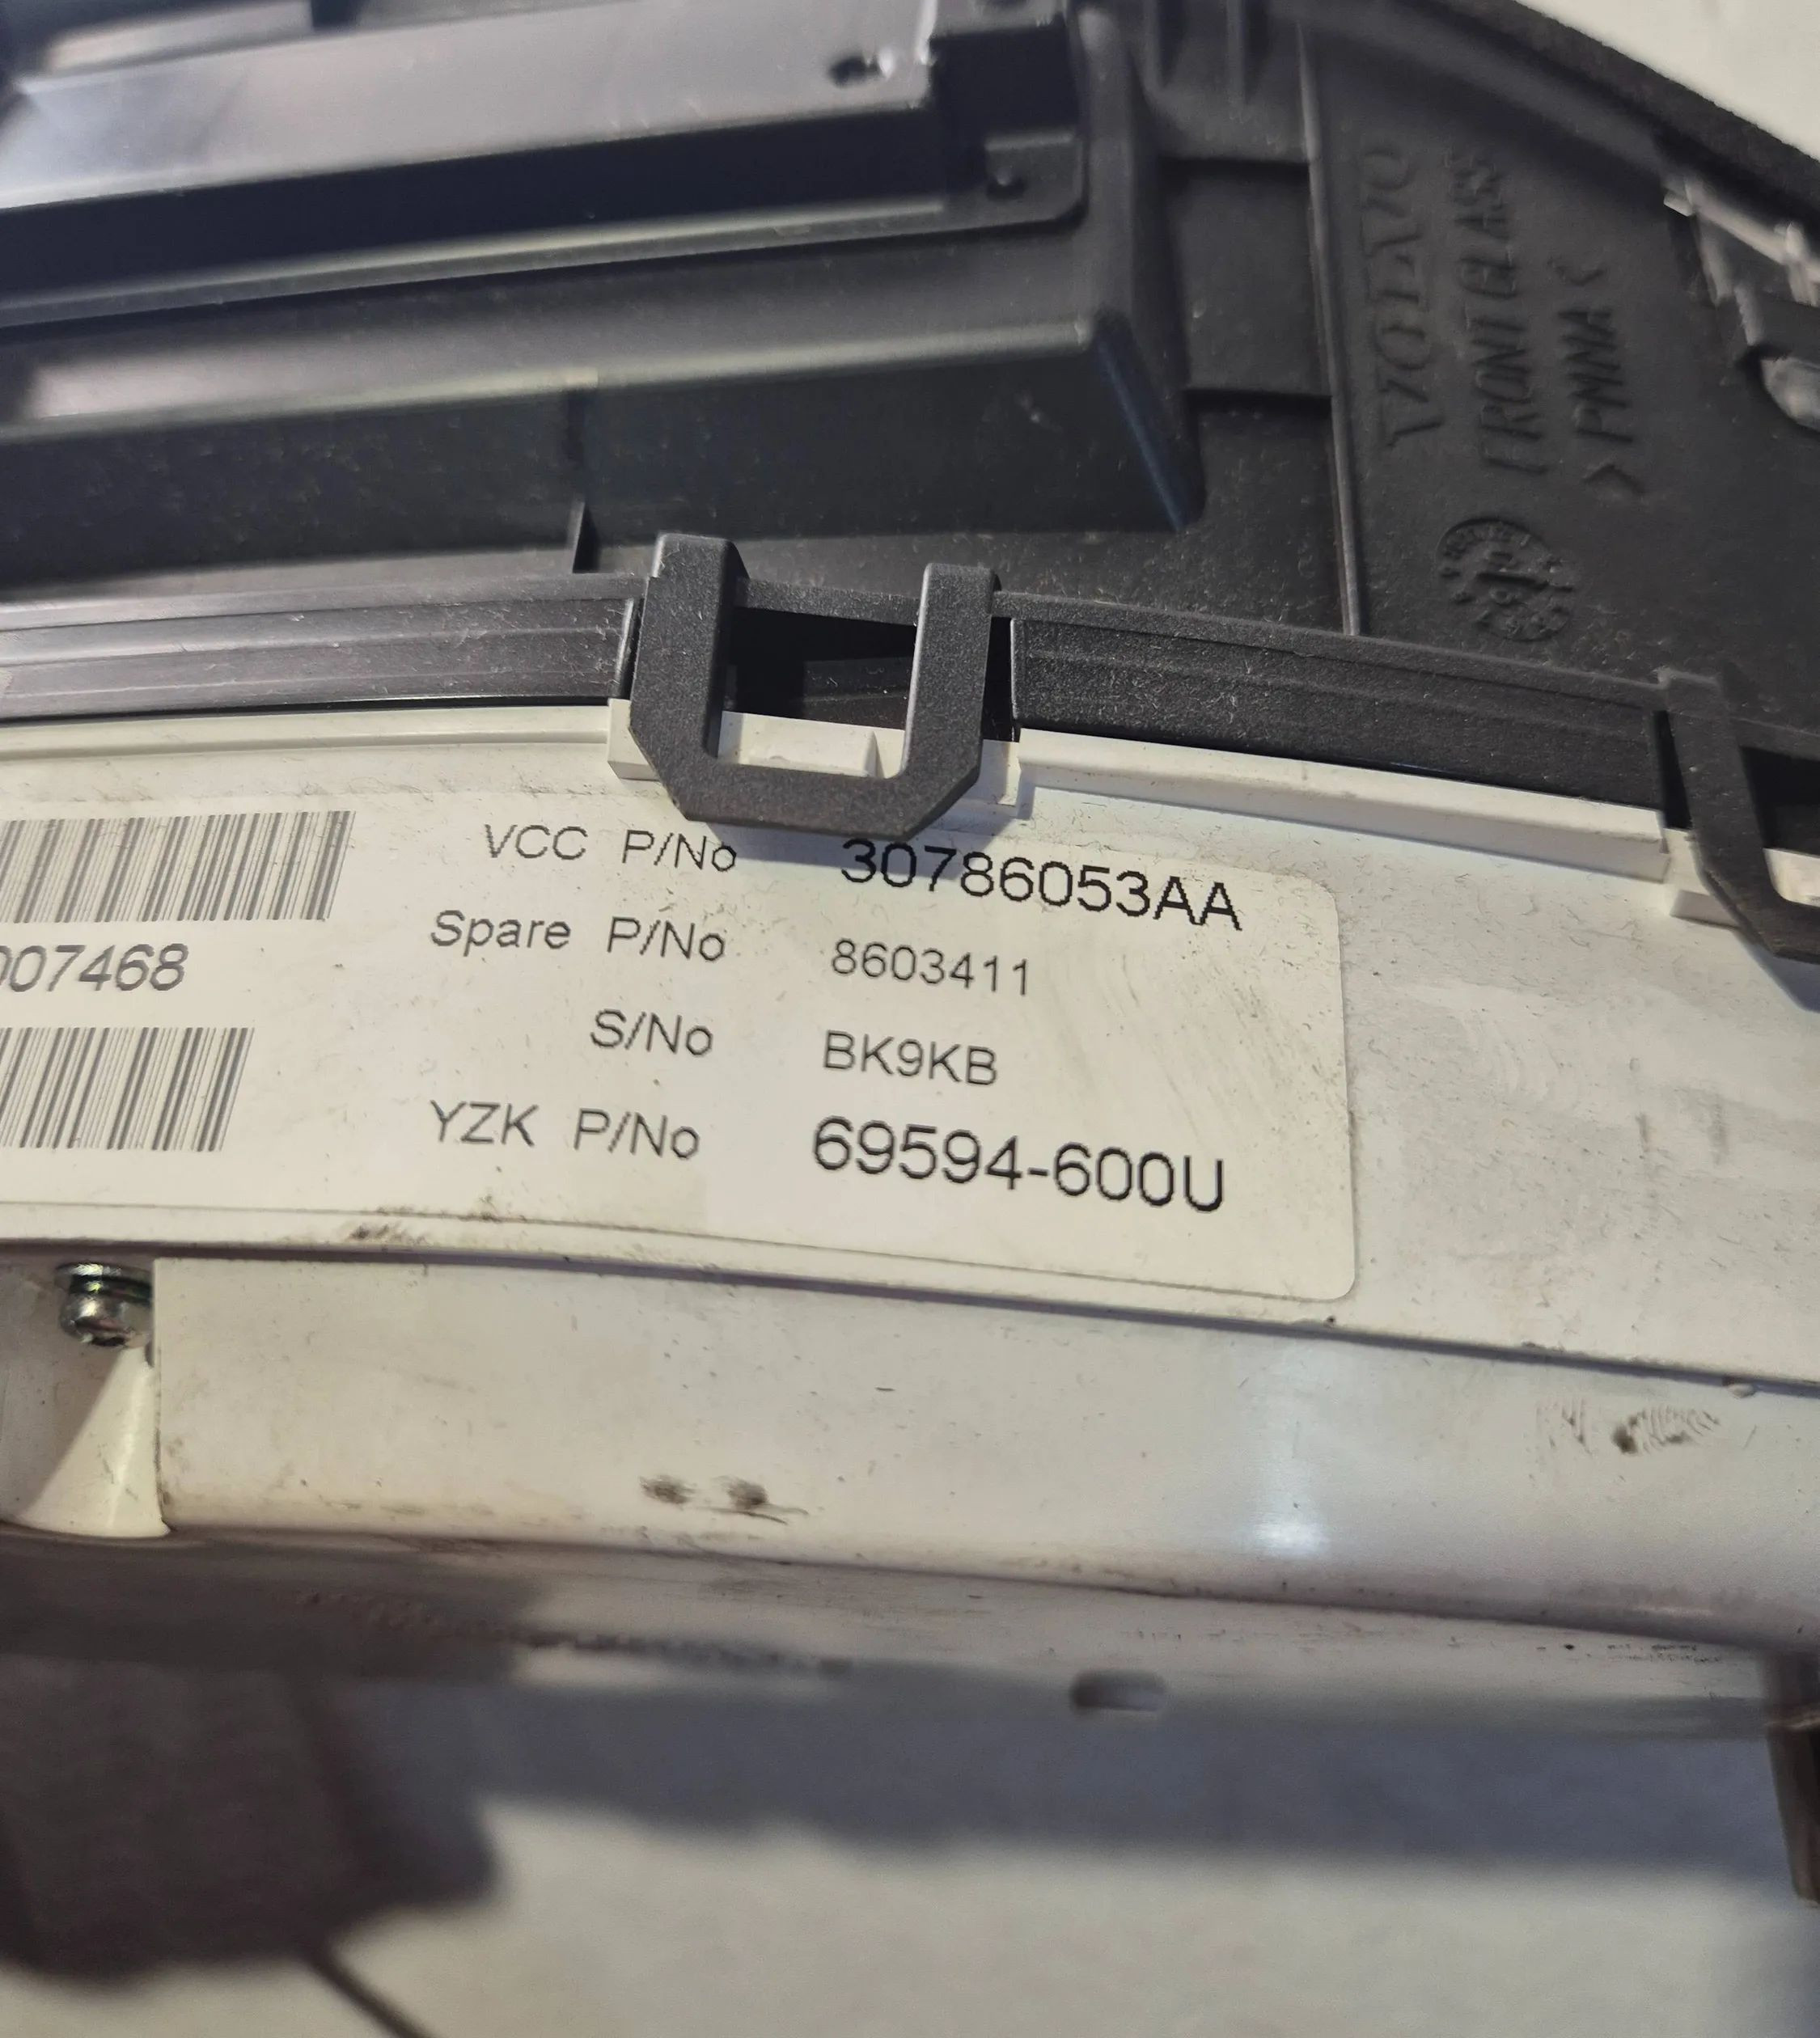 VOLVO
FRONT GLASS
>PMMA<
VCC P/No 30786053AA
Spare P/No 8603411
007468
S/No BK9KB
YZK P/No 69594-600U